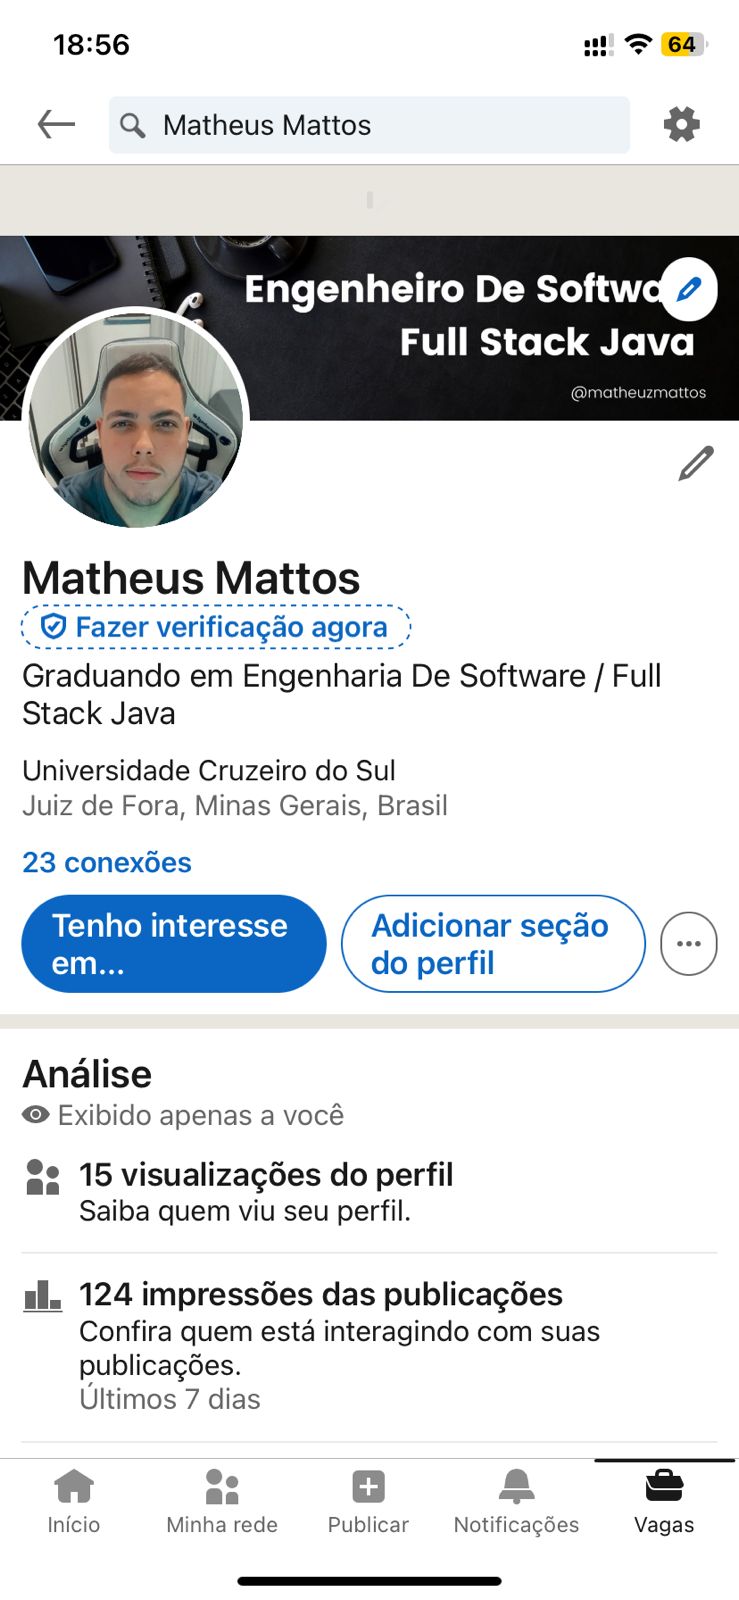 18:56
64
Matheus Mattos
Engenheiro De Softwa
Full Stack Java
@matheuzmattos
Matheus Mattos
Fazer verificação agora
Graduando em Engenharia De Software / Full
Stack Java
Universidade Cruzeiro do Sul
Juiz de Fora, Minas Gerais, Brasil
23 conexões
Tenho interesse
em...
Adicionar seção
do perfil
Análise
Exibido apenas a você
15 visualizações do perfil
Saiba quem viu seu perfil.
124 impressões das publicações
Confira quem está interagindo com suas
publicações.
Últimos 7 dias
Início
Minha rede
Publicar
Notificações
Vagas